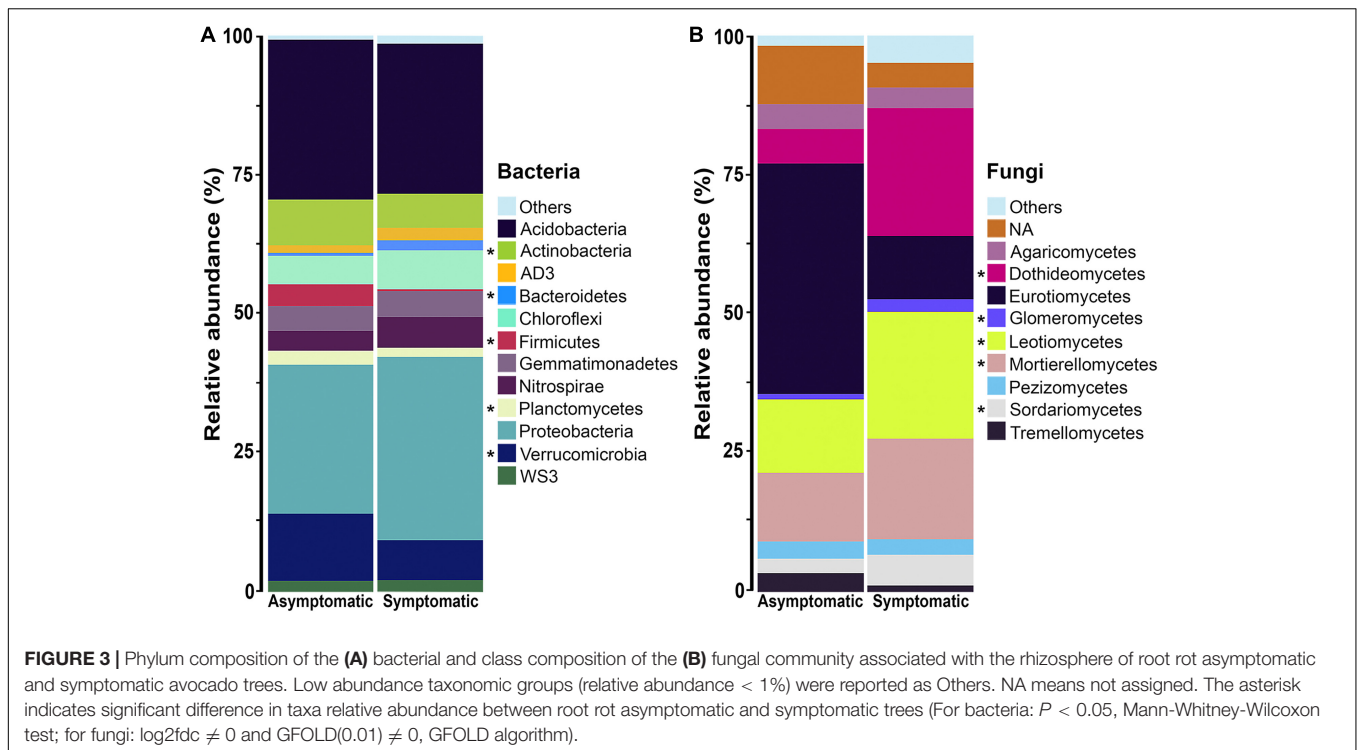 A
100
75
50
25
0
Relative abundance (%)
Asymptomatic Symptomatic
Bacteria
Others
Acidobacteria
* Actinobacteria
AD3
* Bacteroidetes
Chloroflexi
* Firmicutes
Gemmatimonadetes
Nitrospirae
* Planctomycetes
Proteobacteria
* Verrucomicrobia
WS3
B
100
75
50
25
0
Relative abundance (%)
Asymptomatic Symptomatic
Fungi
Others
NA
Agaricomycetes
* Dothideomycetes
Eurotiomycetes
* Glomeromycetes
* Leotiomycetes
* Mortierellomycetes
Pezizomycetes
* Sordariomycetes
Tremellomycetes
FIGURE 3 | Phylum composition of the (A) bacterial and class composition of the (B) fungal community associated with the rhizosphere of root rot asymptomatic
and symptomatic avocado trees. Low abundance taxonomic groups (relative abundance < 1%) were reported as Others. NA means not assigned. The asterisk
indicates significant difference in taxa relative abundance between root rot asymptomatic and symptomatic trees (For bacteria: P < 0.05, Mann-Whitney-Wilcoxon
test; for fungi: log2fdc ≠ 0 and GFOLD(0.01) ≠ 0, GFOLD algorithm).